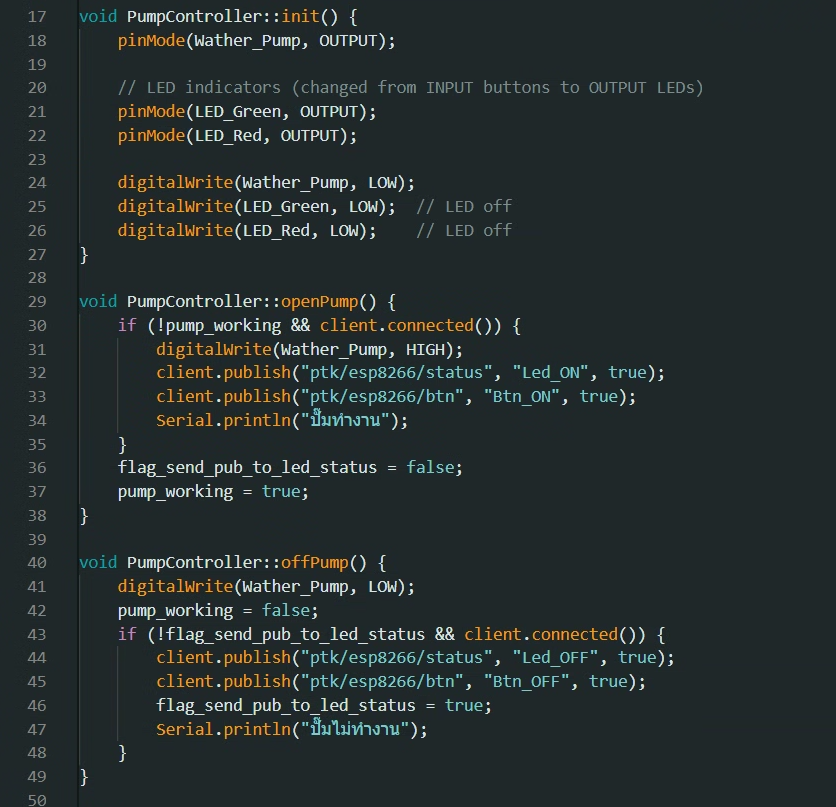 17 void PumpController::init() {
18     pinMode(Wather_Pump, OUTPUT);
19
20     // LED indicators (changed from INPUT buttons to OUTPUT LEDs)
21     pinMode(LED_Green, OUTPUT);
22     pinMode(LED_Red, OUTPUT);
23
24     digitalWrite(Wather_Pump, LOW);
25     digitalWrite(LED_Green, LOW);  // LED off
26     digitalWrite(LED_Red, LOW);    // LED off
27 }
28
29 void PumpController::openPump() {
30     if (!pump_working && client.connected()) {
31         digitalWrite(Wather_Pump, HIGH);
32         client.publish("ptk/esp8266/status", "Led_ON", true);
33         client.publish("ptk/esp8266/btn", "Btn_ON", true);
34         Serial.println("ปั๊มทำงาน");
35     }
36     flag_send_pub_to_led_status = false;
37     pump_working = true;
38 }
39
40 void PumpController::offPump() {
41     digitalWrite(Wather_Pump, LOW);
42     pump_working = false;
43     if (!flag_send_pub_to_led_status && client.connected()) {
44         client.publish("ptk/esp8266/status", "Led_OFF", true);
45         client.publish("ptk/esp8266/btn", "Btn_OFF", true);
46         flag_send_pub_to_led_status = true;
47         Serial.println("ปั๊มไม่ทำงาน");
48     }
49 }
50